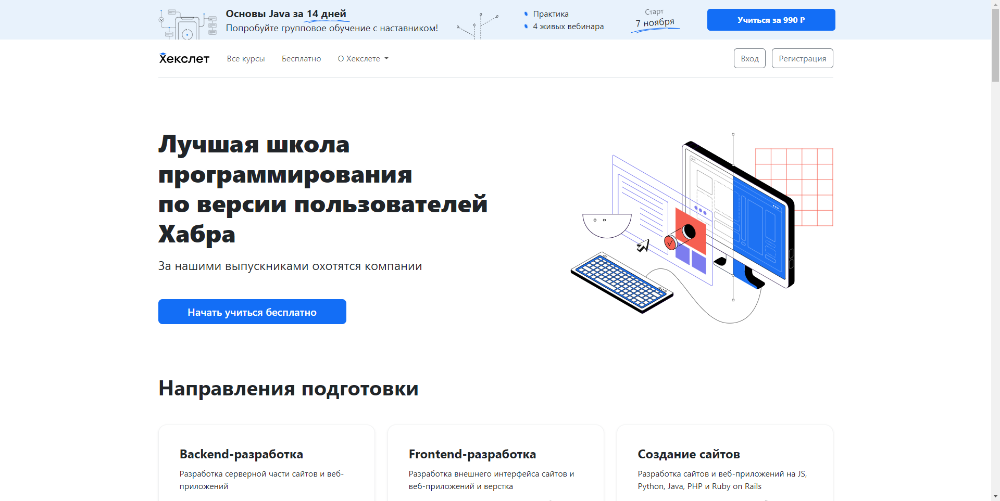 Основы Java за 14 дней
Попробуйте групповое обучение с наставником!
Практика
4 живых вебинара
Старт
7 ноября
Учиться за 990 ₽
Хекслет
Все курсы
Бесплатно
О Хекслете
Вход
Регистрация
Лучшая школа
программирования
по версии пользователей
Хабра
За нашими выпускниками охотятся компании
Начать учиться бесплатно
Направления подготовки
Backend-разработка
Разработка серверной части сайтов и веб-
приложений
Frontend-разработка
Разработка внешнего интерфейса сайтов и
веб-приложений и верстка
Создание сайтов
Разработка сайтов и веб-приложений на JS,
Python, Java, PHP и Ruby on Rails